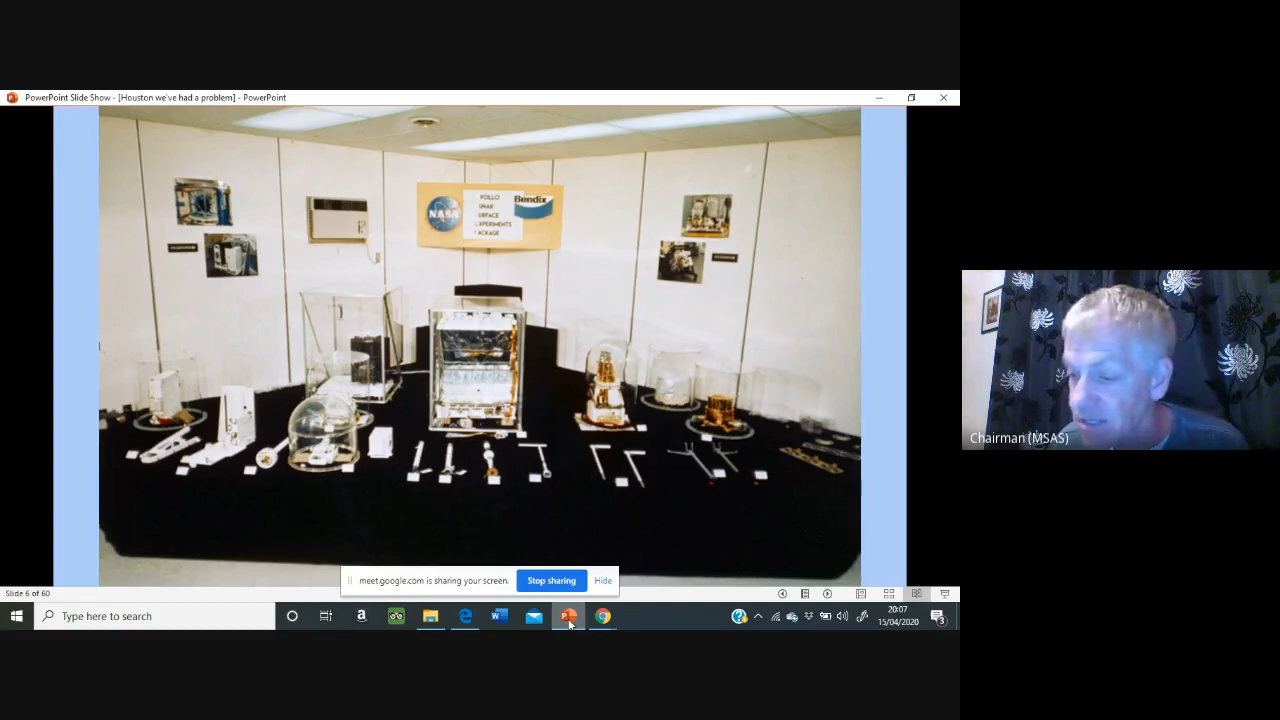 PowerPoint Slide Show - [Houston we've had a problem] - PowerPoint
NASA
POLLO
UNAR
URFACE
XPERIMENTS
ACKAGE
Bendix
Chairman (MSAS)
meet.google.com is sharing your screen.
Stop sharing
Hide
Slide 6 of 60
Type here to search
20:07
15/04/2020
3